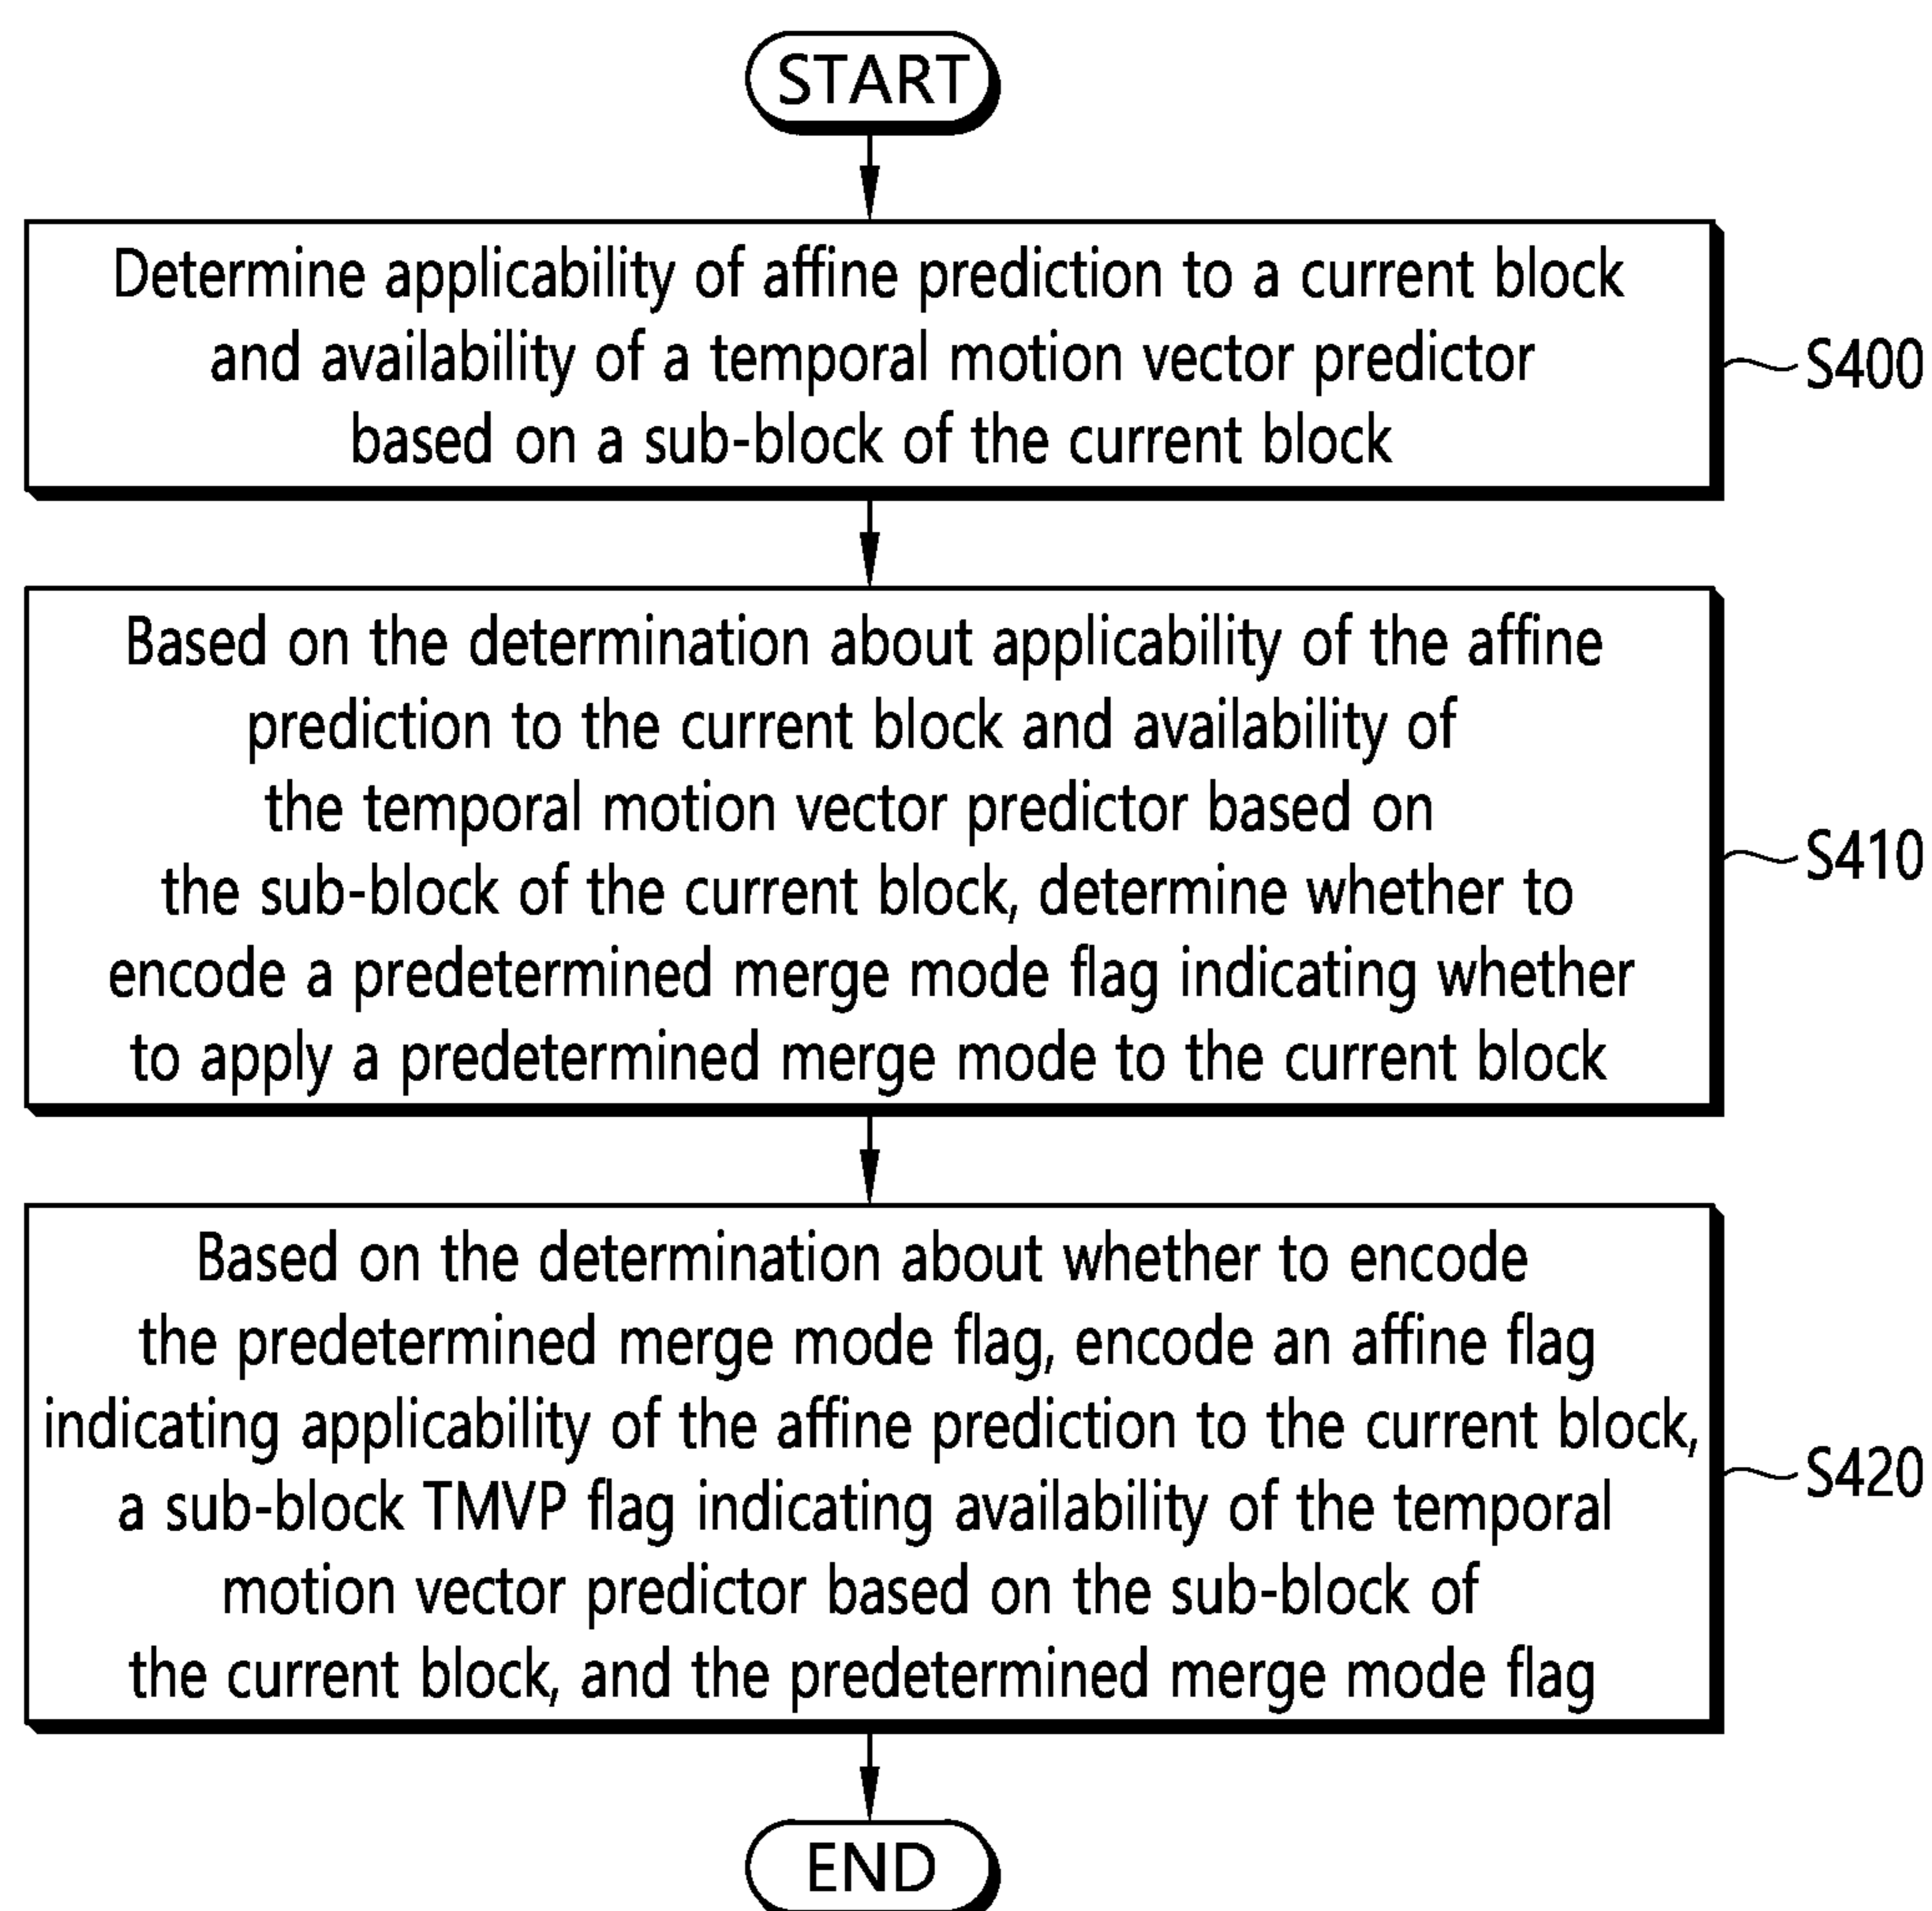 START
Determine applicability of affine prediction to a current block
and availability of a temporal motion vector predictor
based on a sub-block of the current block
S400
Based on the determination about applicability of the affine
prediction to the current block and availability of
the temporal motion vector predictor based on
the sub-block of the current block, determine whether to
encode a predetermined merge mode flag indicating whether
to apply a predetermined merge mode to the current block
S410
Based on the determination about whether to encode
the predetermined merge mode flag, encode an affine flag
indicating applicability of the affine prediction to the current block,
a sub-block TMVP flag indicating availability of the temporal
motion vector predictor based on the sub-block of
the current block, and the predetermined merge mode flag
S420
END